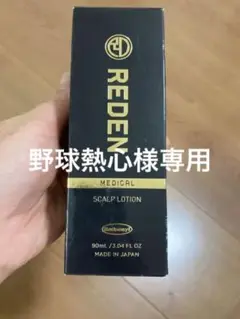 REDEN
野球熱心様専用
MEDICAL
SCALP LOTION
90mL /3.04 FL OZ
MADE IN JAPAN